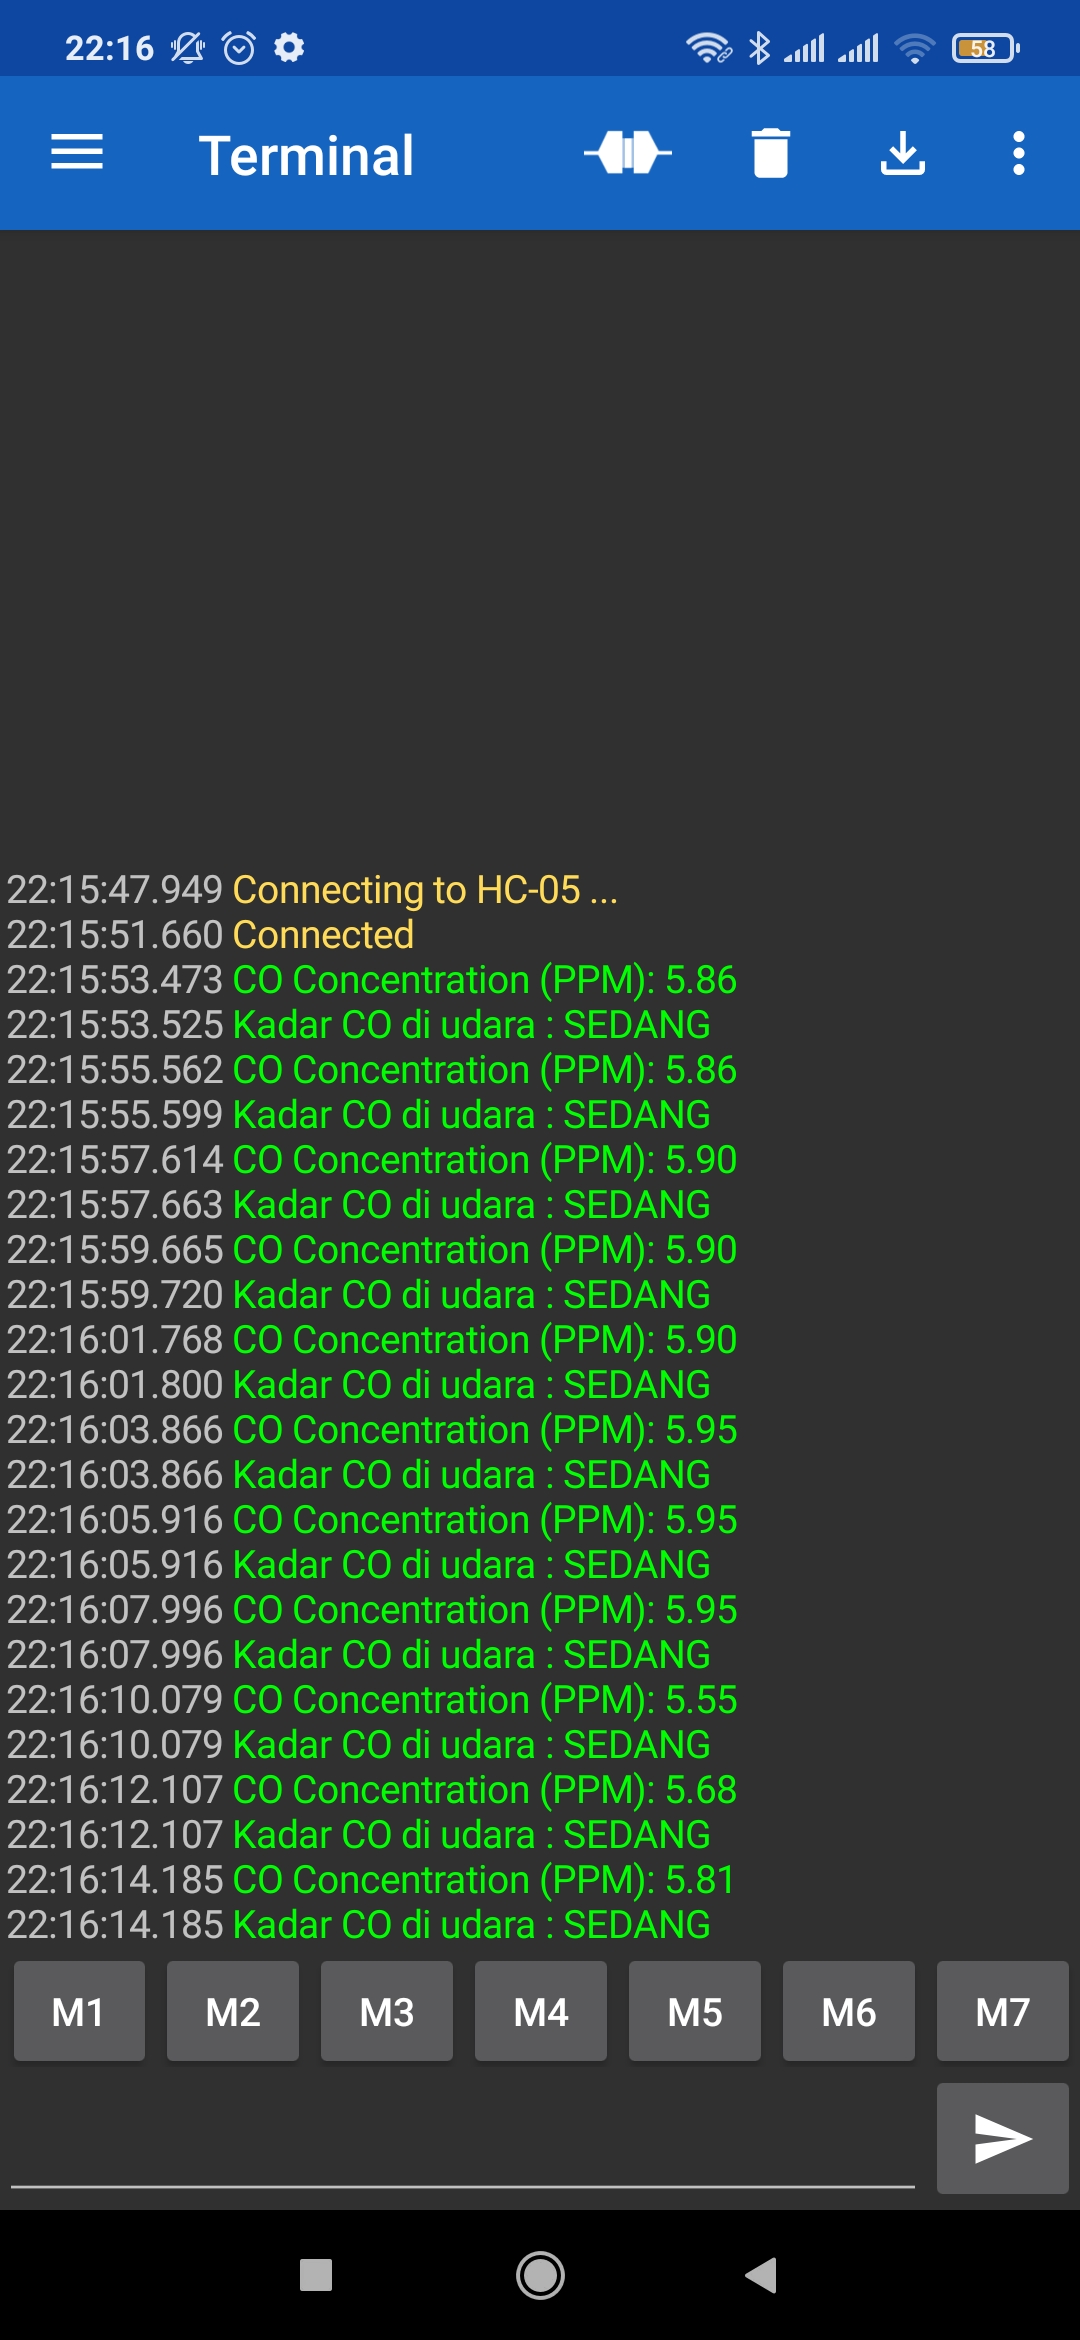 22:16
58
Terminal
22:15:47.949 Connecting to HC-05 ...
22:15:51.660 Connected
22:15:53.473 CO Concentration (PPM): 5.86
22:15:53.525 Kadar CO di udara : SEDANG
22:15:55.562 CO Concentration (PPM): 5.86
22:15:55.599 Kadar CO di udara : SEDANG
22:15:57.614 CO Concentration (PPM): 5.90
22:15:57.663 Kadar CO di udara : SEDANG
22:15:59.665 CO Concentration (PPM): 5.90
22:15:59.720 Kadar CO di udara : SEDANG
22:16:01.768 CO Concentration (PPM): 5.90
22:16:01.800 Kadar CO di udara : SEDANG
22:16:03.866 CO Concentration (PPM): 5.95
22:16:03.866 Kadar CO di udara : SEDANG
22:16:05.916 CO Concentration (PPM): 5.95
22:16:05.916 Kadar CO di udara : SEDANG
22:16:07.996 CO Concentration (PPM): 5.95
22:16:07.996 Kadar CO di udara : SEDANG
22:16:10.079 CO Concentration (PPM): 5.55
22:16:10.079 Kadar CO di udara : SEDANG
22:16:12.107 CO Concentration (PPM): 5.68
22:16:12.107 Kadar CO di udara : SEDANG
22:16:14.185 CO Concentration (PPM): 5.81
22:16:14.185 Kadar CO di udara : SEDANG
M1 M2 M3 M4 M5 M6 M7